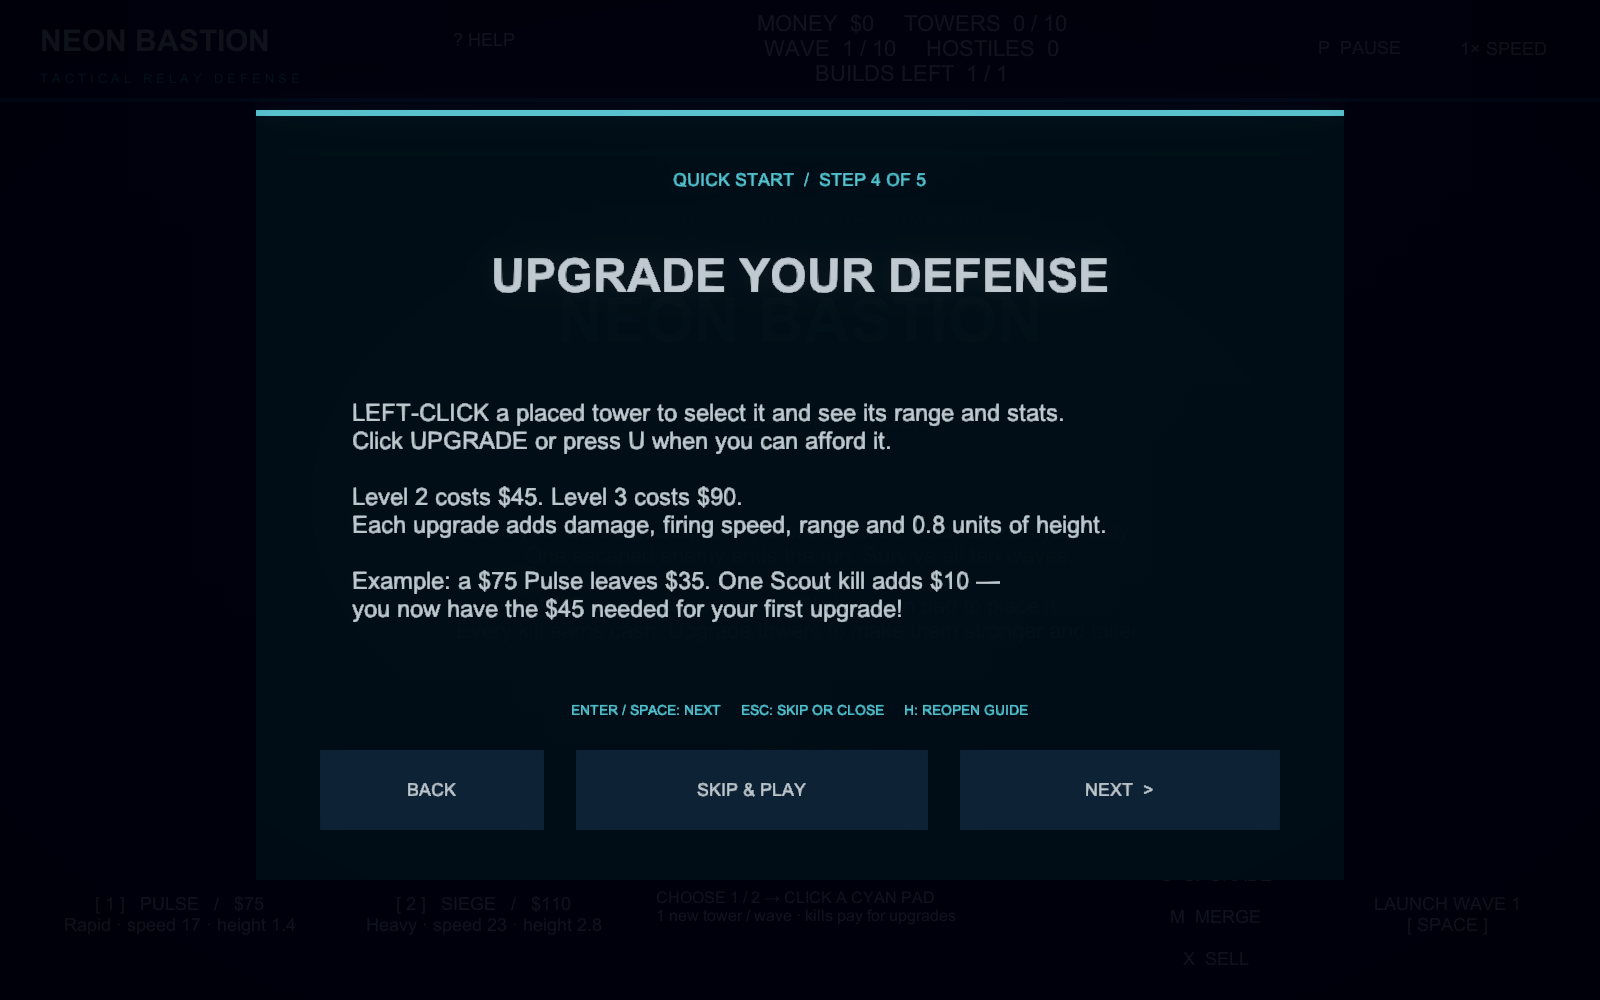 NEON BASTION
TACTICAL RELAY DEFENSE
? HELP
MONEY $0 TOWERS 0 / 10
WAVE 1 / 10 HOSTILES 0
BUILDS LEFT 1 / 1
P PAUSE
1× SPEED
QUICK START / STEP 4 OF 5
UPGRADE YOUR DEFENSE
NEON BASTION
LEFT-CLICK a placed tower to select it and see its range and stats.
Click UPGRADE or press U when you can afford it.
Level 2 costs $45. Level 3 costs $90.
Each upgrade adds damage, firing speed, range and 0.8 units of height.
Example: a $75 Pulse leaves $35. One Scout kill adds $10 —
you now have the $45 needed for your first upgrade!
ENTER / SPACE: NEXT ESC: SKIP OR CLOSE H: REOPEN GUIDE
BACK
SKIP & PLAY
NEXT >
[ 1 ] PULSE / $75
Rapid · speed 17 · height 1.4
[ 2 ] SIEGE / $110
Heavy · speed 23 · height 2.8
CHOOSE 1 / 2 → CLICK A CYAN PAD
1 new tower / wave · kills pay for upgrades
M MERGE
X SELL
LAUNCH WAVE 1
[ SPACE ]